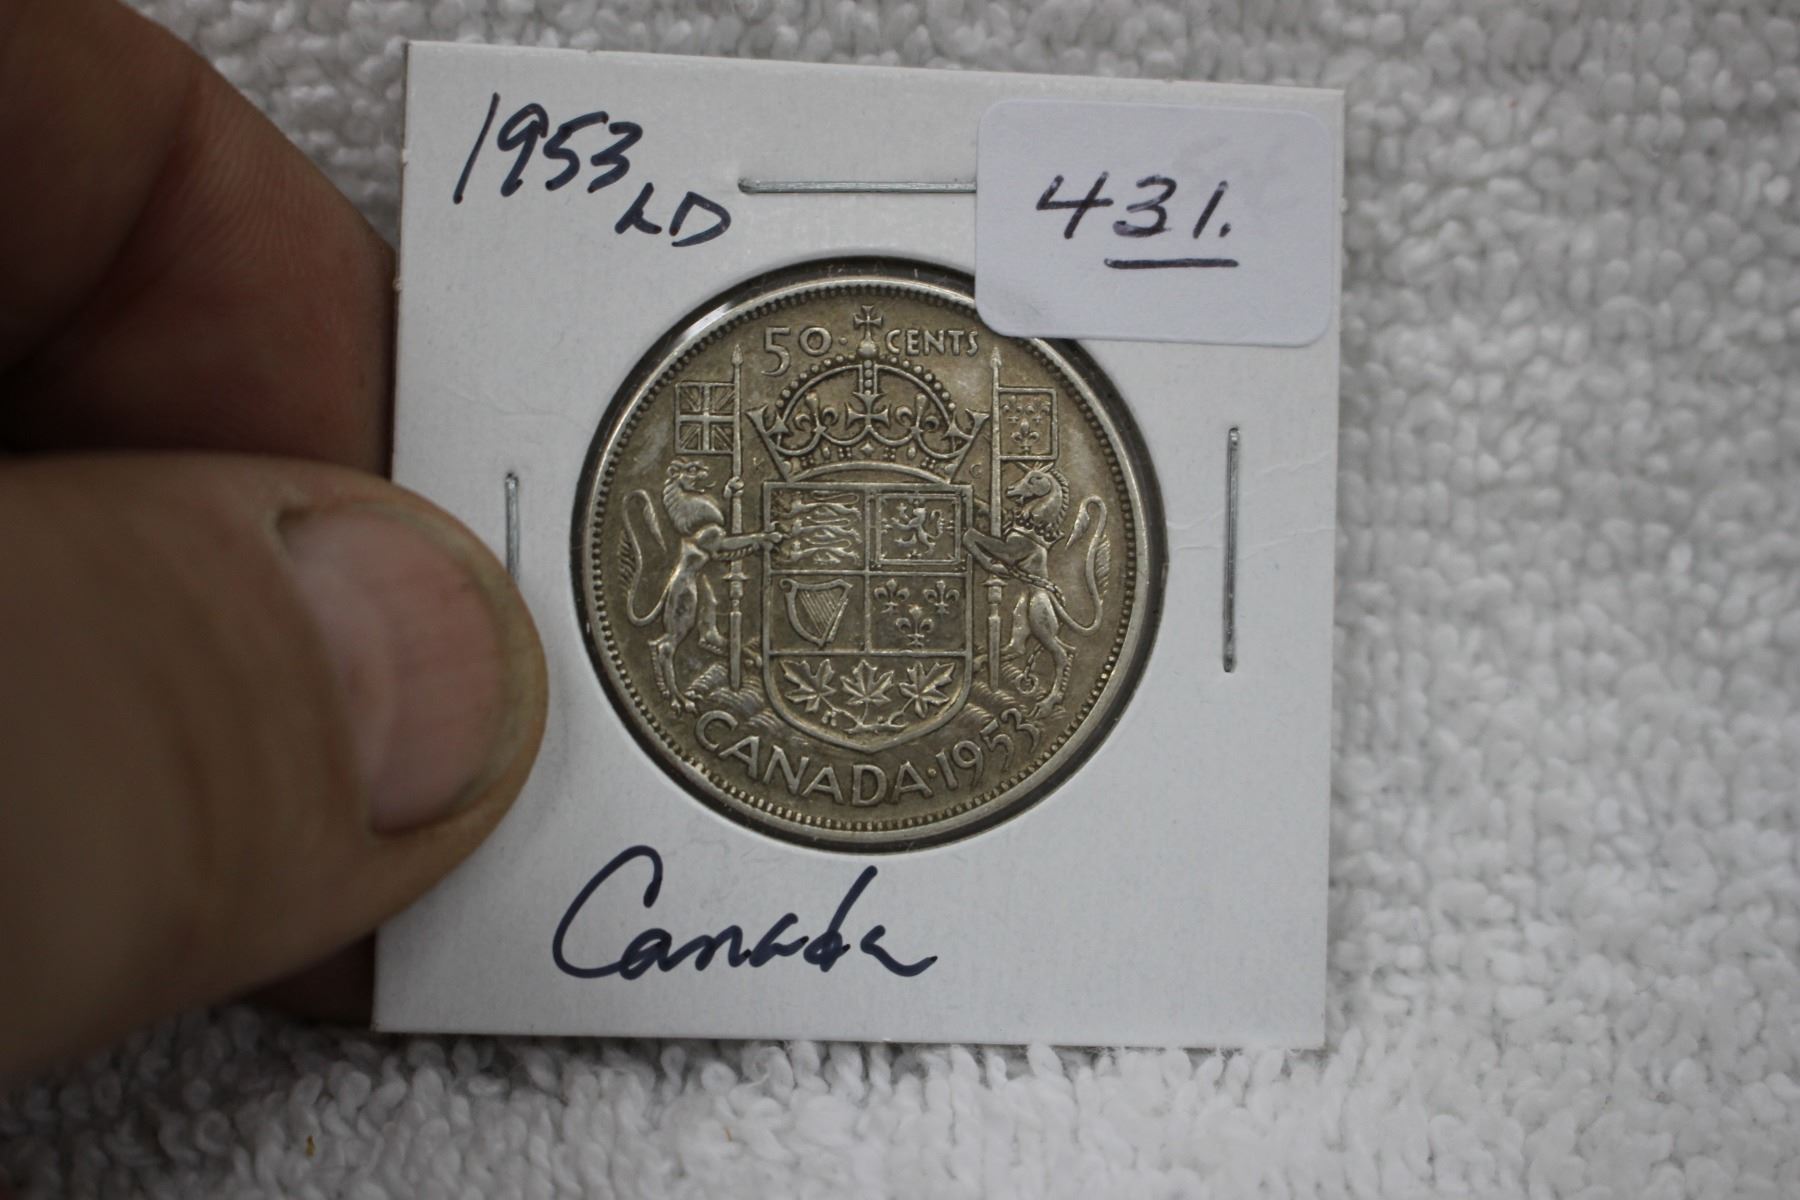 1953 LD
431.
50 · CENTS
K C
CANADA · 1953
Canada